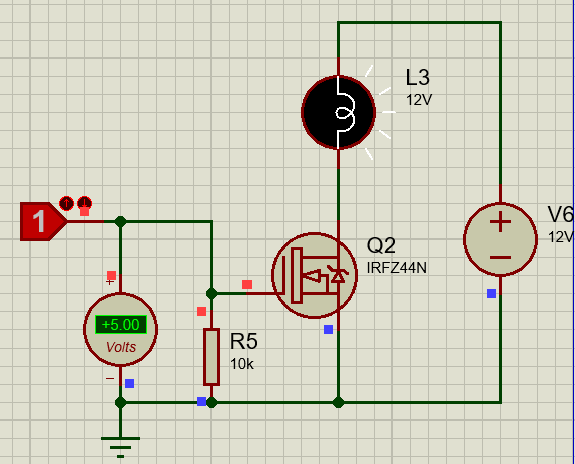 L3
12V
1
V6
12V
Q2
IRFZ44N
+
+5.00
Volts
−
R5
10k